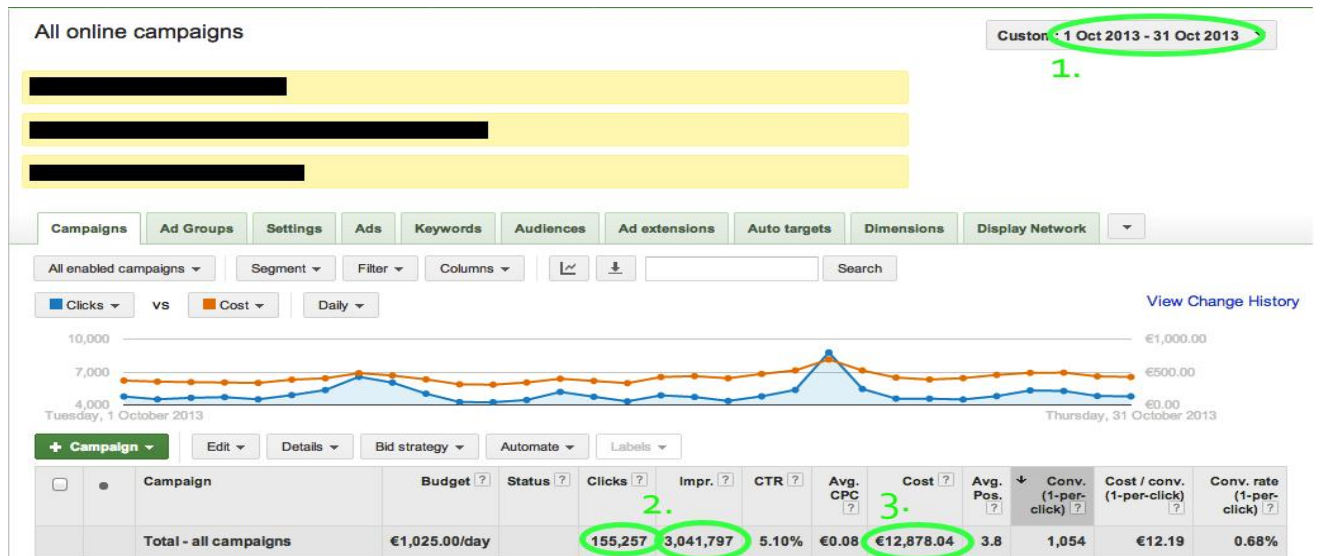 All online campaigns
Custom: 1 Oct 2013 - 31 Oct 2013
1.
Campaigns Ad Groups Settings Ads Keywords Audiences Ad extensions Auto targets Dimensions Display Network
All enabled campaigns Segment Filter Columns Search
Clicks VS Cost Daily View Change History
10,000 €1,000.00
7,000 €500.00
4,000 €0.00
Tuesday, 1 October 2013 Thursday, 31 October 2013
+ Campaign Edit Details Bid strategy Automate Labels
Campaign Budget ? Status ? Clicks ? Impr. ? CTR ? Avg. CPC ? Cost ? Avg. Pos. ? Conv. (1-per-click) ? Cost / conv. (1-per-click) ? Conv. rate (1-per-click) ?
2. 3.
Total - all campaigns €1,025.00/day 155,257 3,041,797 5.10% €0.08 €12,878.04 3.8 1,054 €12.19 0.68%